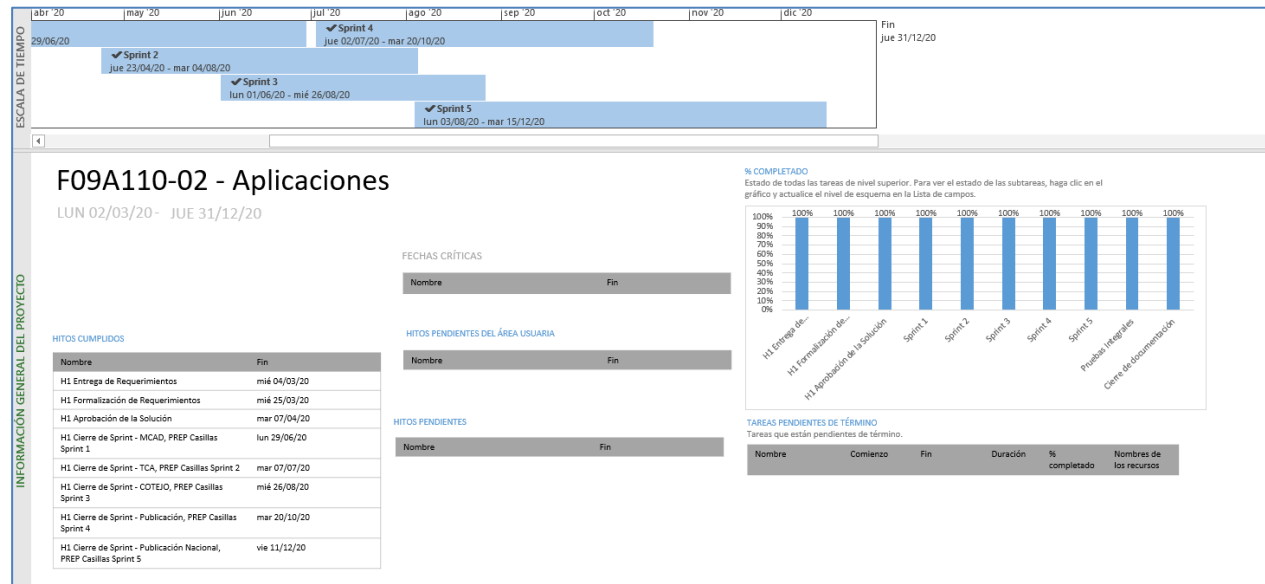 abr '20 may '20 jun '20 jul '20 ago '20 sep '20 oct '20 nov '20 dic '20
ESCALA DE TIEMPO
29/06/20
Sprint 4
jue 02/07/20 - mar 20/10/20
Sprint 2
jue 23/04/20 - mar 04/08/20
Sprint 3
lun 01/06/20 - mié 26/08/20
Sprint 5
lun 03/08/20 - mar 15/12/20
Fin
jue 31/12/20
INFORMACIÓN GENERAL DEL PROYECTO
F09A110-02 - Aplicaciones
LUN 02/03/20 - JUE 31/12/20
FECHAS CRÍTICAS
Nombre Fin
HITOS CUMPLIDOS
Nombre Fin
H1 Entrega de Requerimientos mié 04/03/20
H1 Formalización de Requerimientos mié 25/03/20
H1 Aprobación de la Solución mar 07/04/20
H1 Cierre de Sprint - MCAD, PREP Casillas lun 29/06/20
Sprint 1
H1 Cierre de Sprint - TCA, PREP Casillas Sprint 2 mar 07/07/20
H1 Cierre de Sprint - COTEJO, PREP Casillas mié 26/08/20
Sprint 3
H1 Cierre de Sprint - Publicación, PREP Casillas mar 20/10/20
Sprint 4
H1 Cierre de Sprint - Publicación Nacional, vie 11/12/20
PREP Casillas Sprint 5
HITOS PENDIENTES DEL ÁREA USUARIA
Nombre Fin
HITOS PENDIENTES
Nombre Fin
% COMPLETADO
Estado de todas las tareas de nivel superior. Para ver el estado de las subtareas, haga clic en el
gráfico y actualice el nivel de esquema en la Lista de campos.
100% 100% 100% 100% 100% 100% 100% 100% 100% 100%
100%
90%
80%
70%
60%
50%
40%
30%
20%
10%
0%
H1 Entrega de...
H1 Formalización de...
H1 Aprobación de la Solución
Sprint 1
Sprint 2
Sprint 3
Sprint 4
Sprint 5
Pruebas Integrales
Cierre de documentación
TAREAS PENDIENTES DE TÉRMINO
Tareas que están pendientes de término.
Nombre Comienzo Fin Duración % Nombres de
completado los recursos